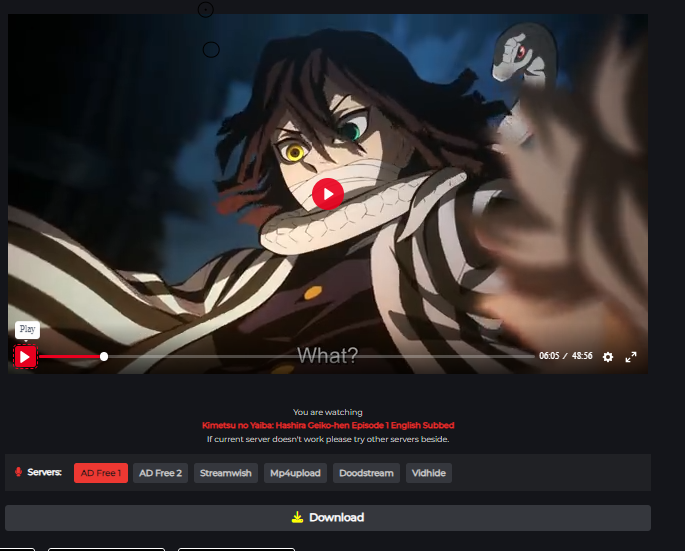 Play
What?
06:05 / 48:56
You are watching
Kimetsu no Yaiba: Hashira Geiko-hen Episode 1 English Subbed
If current server doesn't work please try other servers beside.
Servers: AD Free 1 AD Free 2 Streamwish Mp4upload Doodstream Vidhide
Download